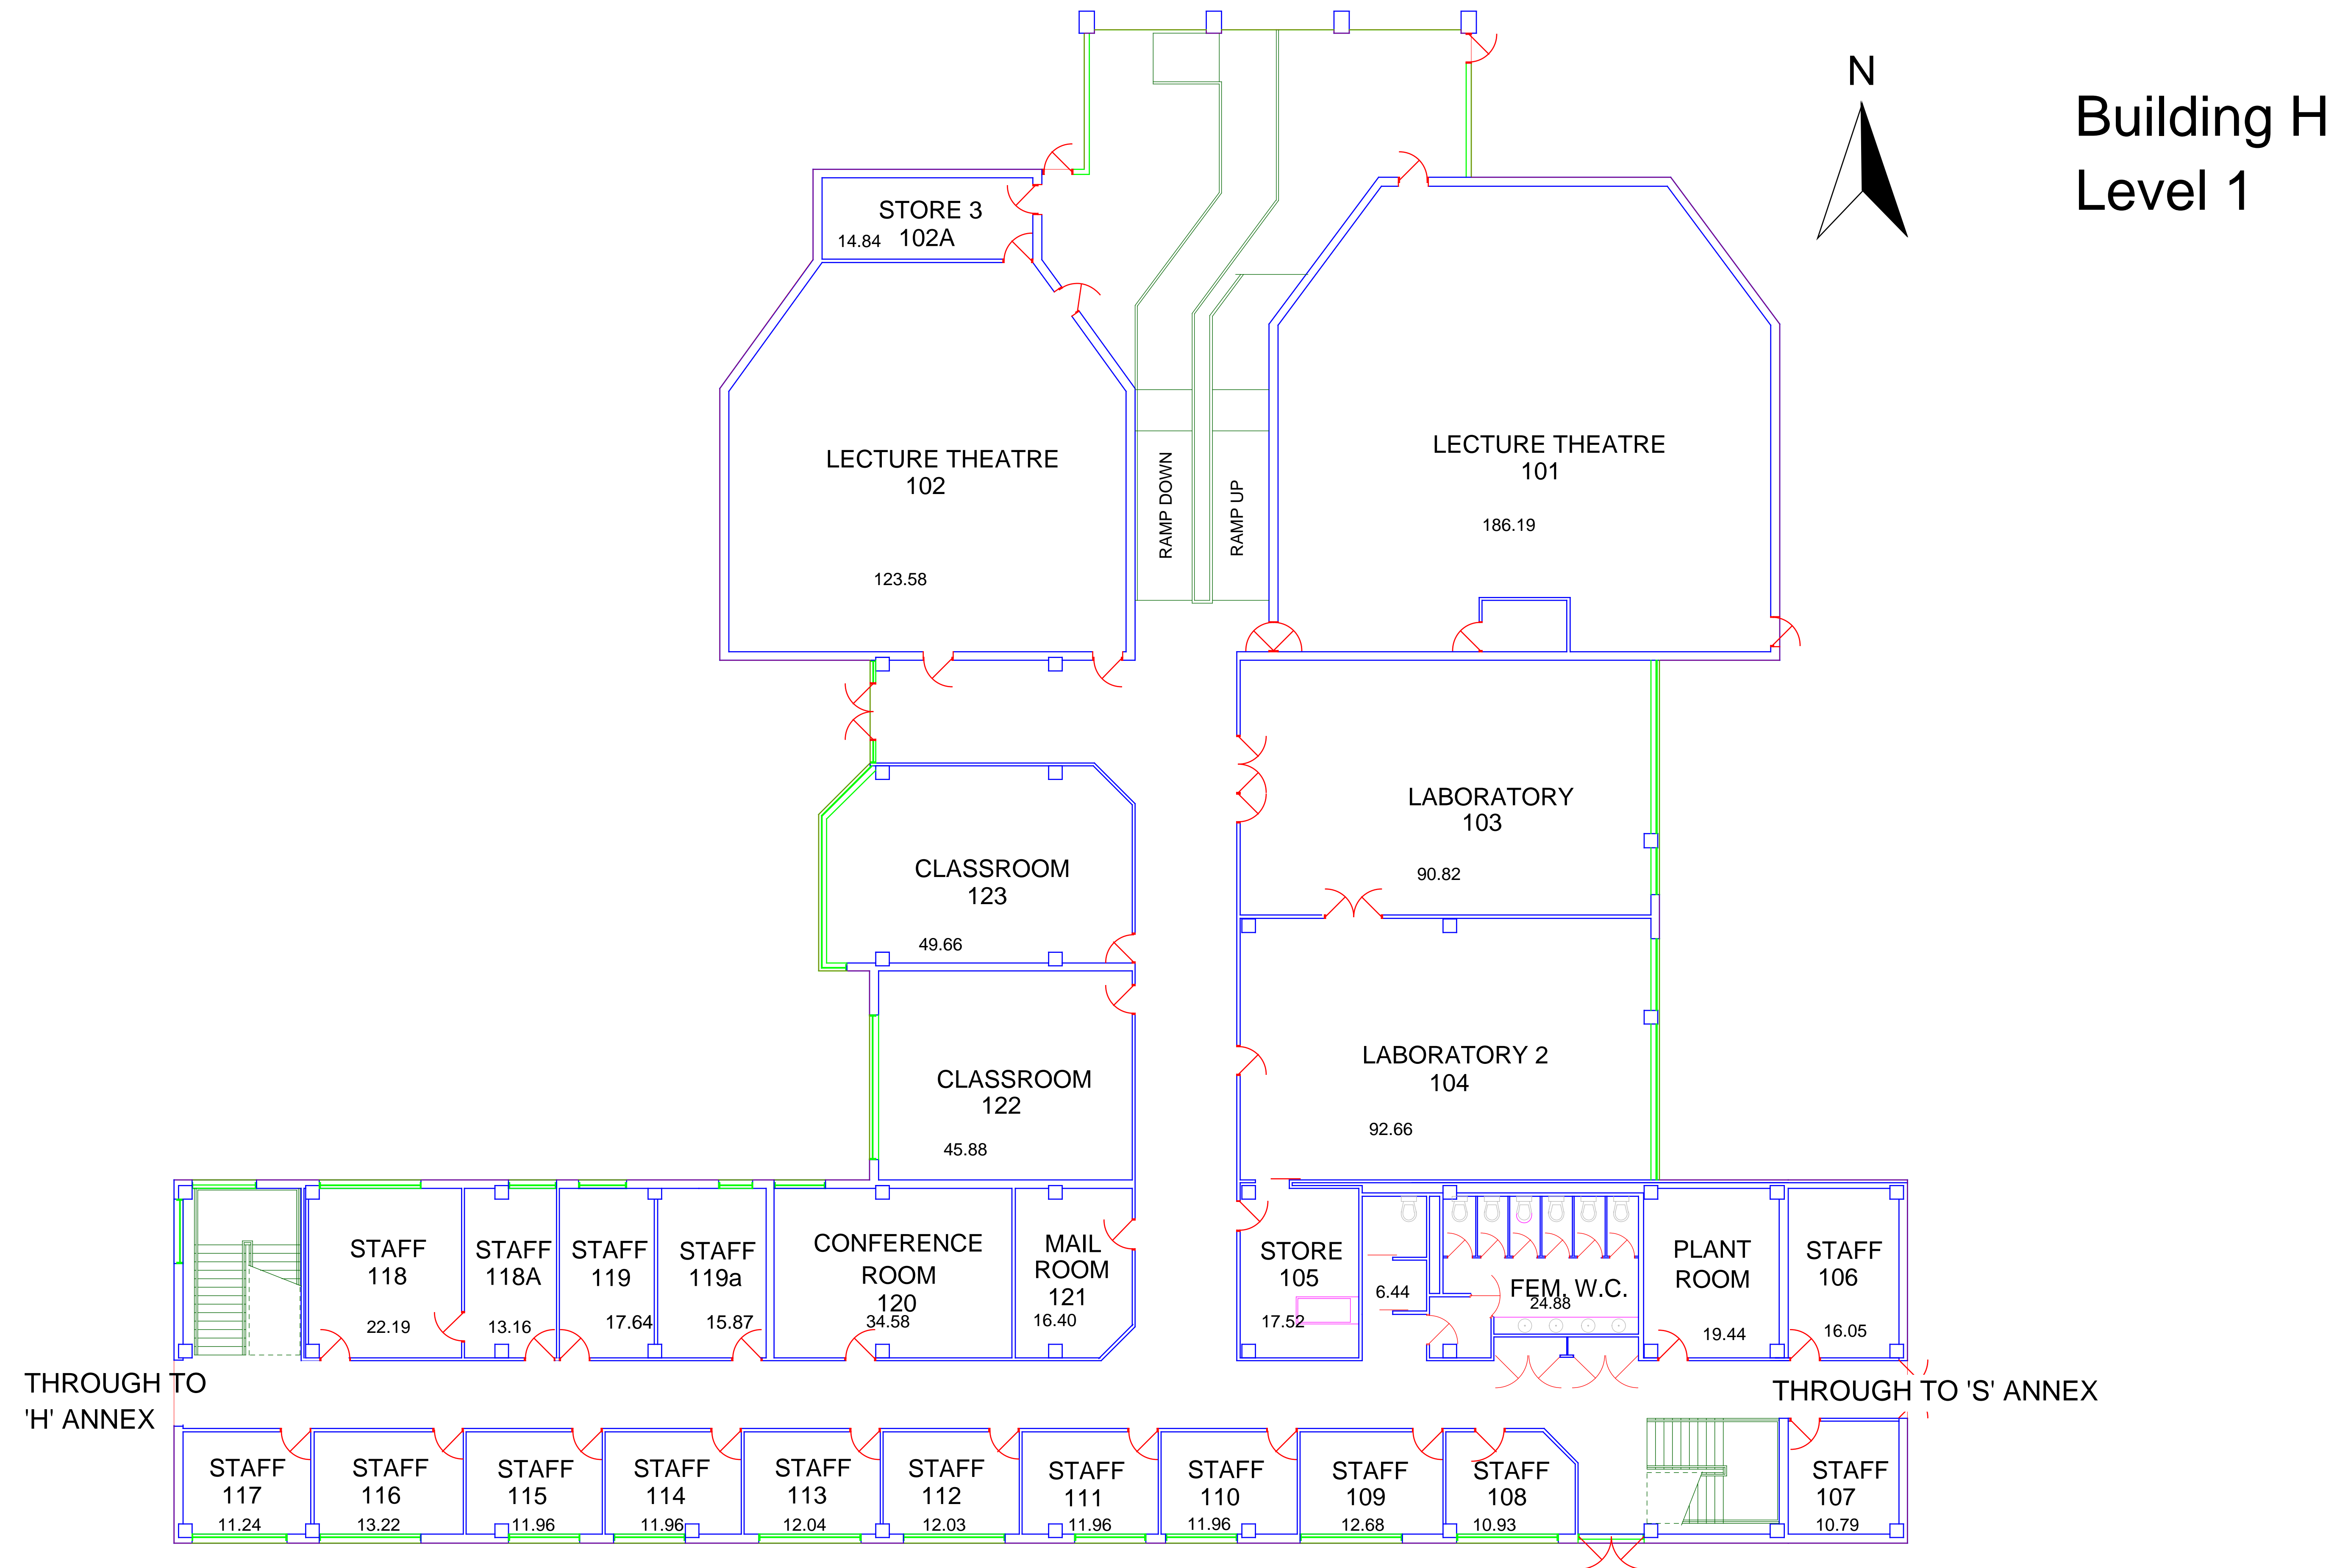 N
Building H
Level 1
STORE 3
14.84 102A
LECTURE THEATRE
102
123.58
RAMP DOWN
RAMP UP
LECTURE THEATRE
101
186.19
LABORATORY
103
90.82
CLASSROOM
123
49.66
LABORATORY 2
104
92.66
CLASSROOM
122
45.88
STAFF
118
22.19
STAFF
118A
13.16
STAFF
119
17.64
STAFF
119a
15.87
CONFERENCE
ROOM
120
34.58
MAIL
ROOM
121
16.40
STORE
105
17.52
6.44
FEM. W.C.
24.88
PLANT
ROOM
19.44
STAFF
106
16.05
THROUGH TO
'H' ANNEX
THROUGH TO 'S' ANNEX
STAFF
117
11.24
STAFF
116
13.22
STAFF
115
11.96
STAFF
114
11.96
STAFF
113
12.04
STAFF
112
12.03
STAFF
111
11.96
STAFF
110
11.96
STAFF
109
12.68
STAFF
108
10.93
STAFF
107
10.79